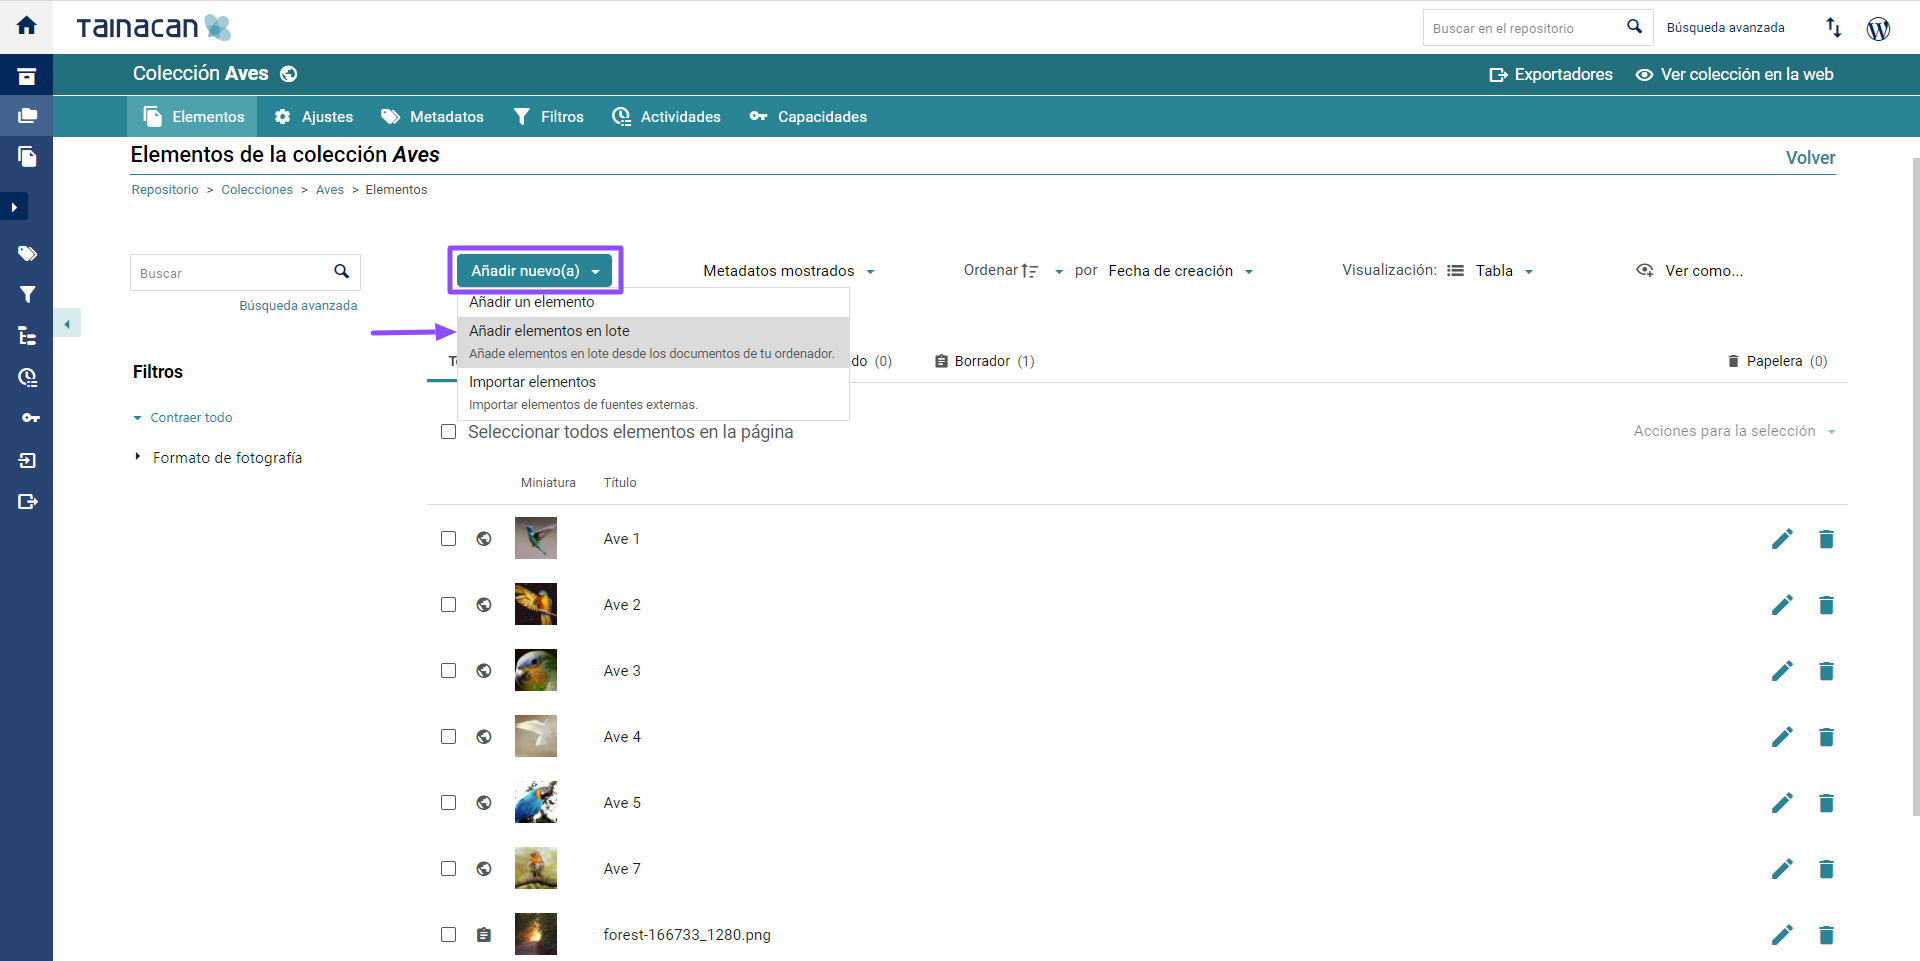 TAINACAN
Buscar en el repositorio
Búsqueda avanzada
Colección Aves
Exportadores
Ver colección en la web
Elementos
Ajustes
Metadatos
Filtros
Actividades
Capacidades
Elementos de la colección Aves
Volver
Repositorio > Colecciones > Aves > Elementos
Buscar
Búsqueda avanzada
Añadir nuevo(a)
Metadatos mostrados
Ordenar
por Fecha de creación
Visualización: Tabla
Ver como...
Añadir un elemento
Añadir elementos en lote
Añade elementos en lote desde los documentos de tu ordenador.
Importar elementos
Importar elementos de fuentes externas.
do (0)
Borrador (1)
Papelera (0)
Filtros
Contraer todo
Formato de fotografía
Seleccionar todos elementos en la página
Acciones para la selección
Miniatura
Título
Ave 1
Ave 2
Ave 3
Ave 4
Ave 5
Ave 7
forest-166733_1280.png